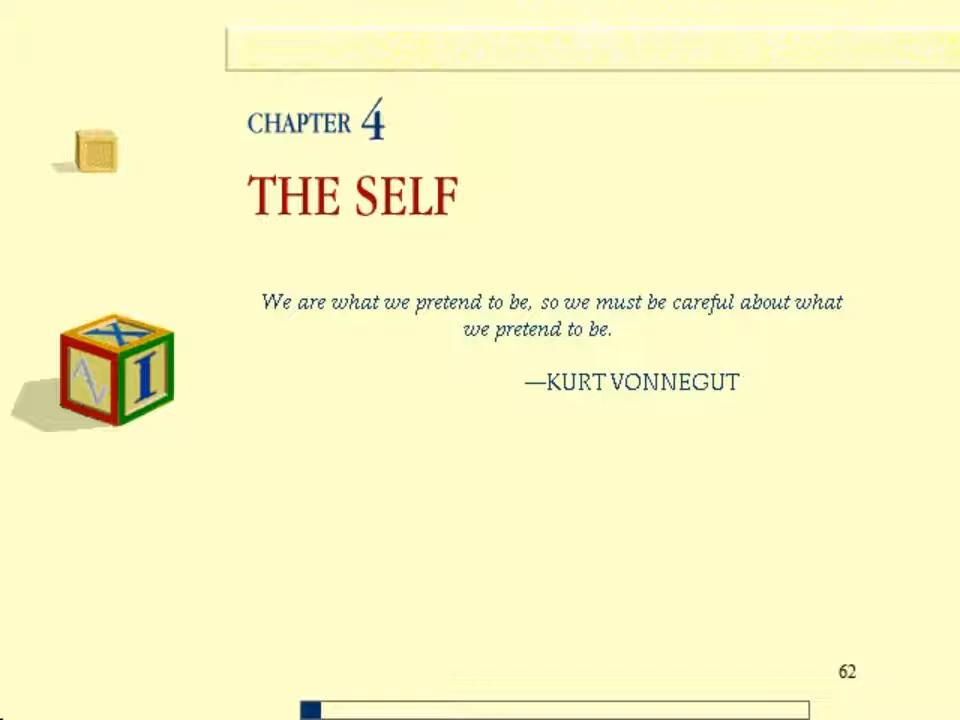 CHAPTER 4
THE SELF
We are what we pretend to be, so we must be careful about what
we pretend to be.
—KURT VONNEGUT
X
A
V
I
62